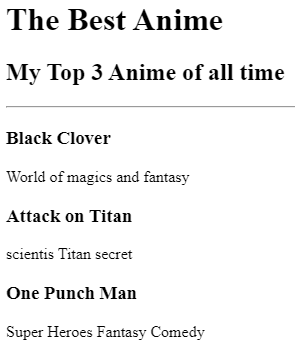 The Best Anime
My Top 3 Anime of all time
Black Clover
World of magics and fantasy
Attack on Titan
scientis Titan secret
One Punch Man
Super Heroes Fantasy Comedy